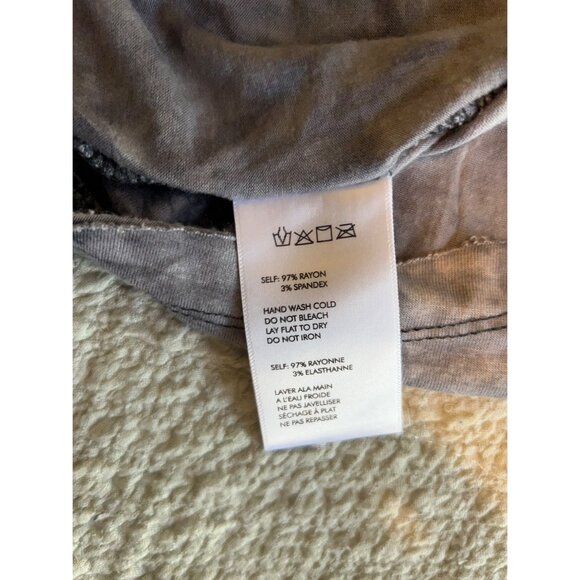 SELF: 97% RAYON
3% SPANDEX
HAND WASH COLD
DO NOT BLEACH
LAY FLAT TO DRY
DO NOT IRON
SELF: 97% RAYONNE
3% ELASTHANNE
LAVER ALA MAIN
A L'EAU FROIDE
NE PAS JAVELLISER
SÉCHAGE À PLAT
NE PAS REPASSER